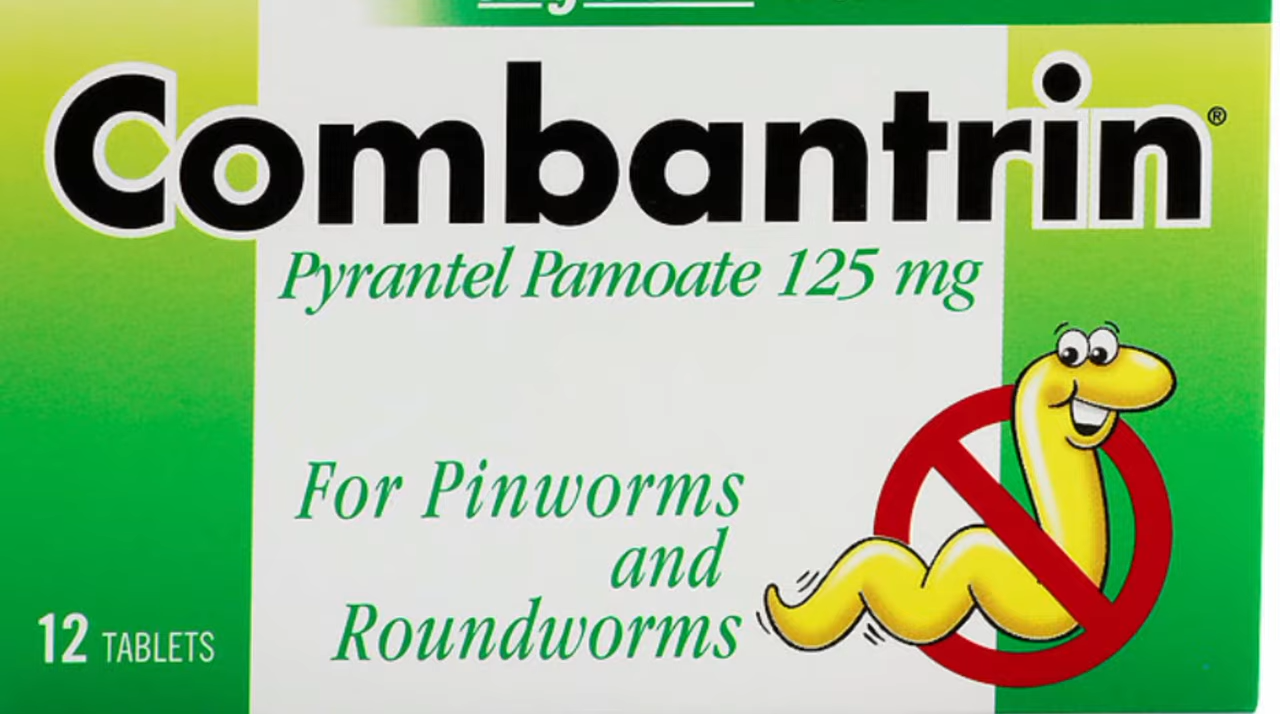 Combantrin®
Pyrantel Pamoate 125 mg
For Pinworms
and
Roundworms
12 TABLETS